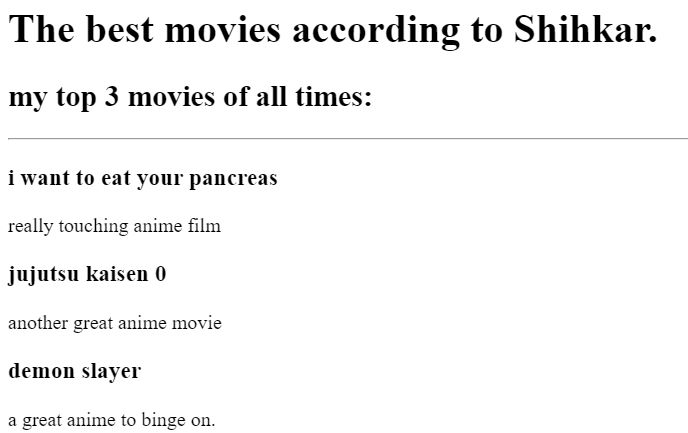 The best movies according to Shihkar.
my top 3 movies of all times:
i want to eat your pancreas
really touching anime film
jujutsu kaisen 0
another great anime movie
demon slayer
a great anime to binge on.